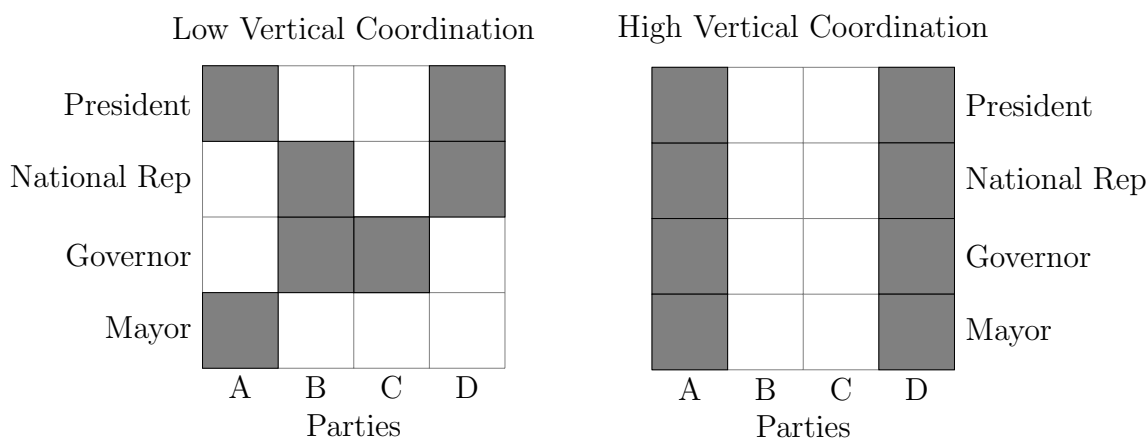 Low Vertical Coordination
President
National Rep
Governor
Mayor
A B C D
Parties
High Vertical Coordination
President
National Rep
Governor
Mayor
A B C D
Parties